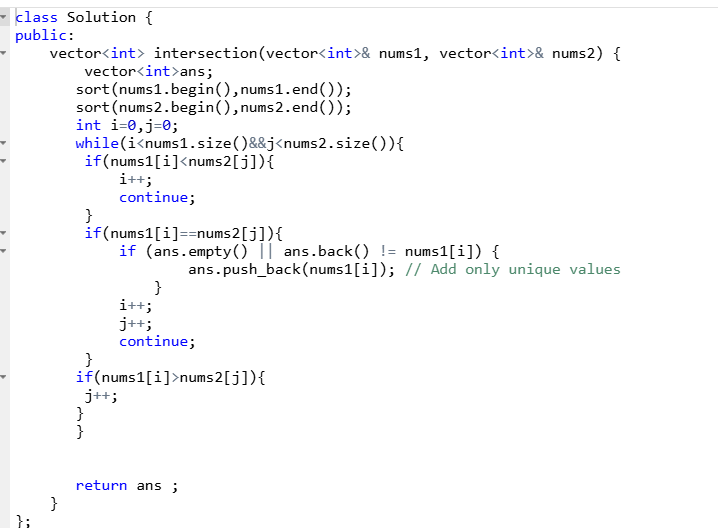 class Solution {
public:
    vector<int> intersection(vector<int>& nums1, vector<int>& nums2) {
        vector<int>ans;
       sort(nums1.begin(),nums1.end());
       sort(nums2.begin(),nums2.end());
       int i=0,j=0;
       while(i<nums1.size()&&j<nums2.size()){
        if(nums1[i]<nums2[j]){
            i++;
            continue;
        }
        if(nums1[i]==nums2[j]){
            if (ans.empty() || ans.back() != nums1[i]) {
                    ans.push_back(nums1[i]); // Add only unique values
                }
            i++;
            j++;
            continue;
        }
       if(nums1[i]>nums2[j]){
        j++;
       }
       }
       return ans ;
    }
};